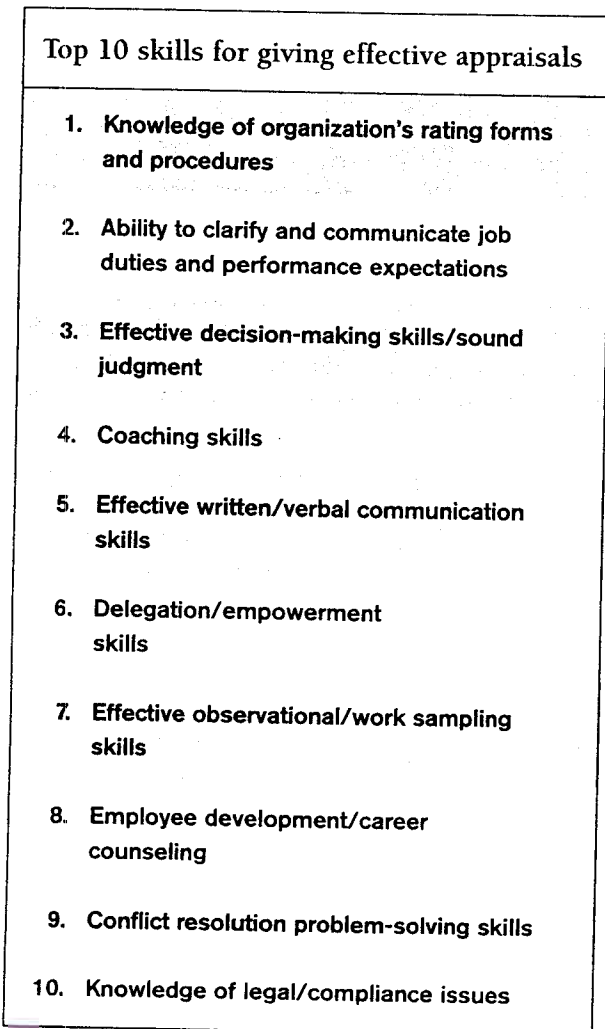 Top 10 skills for giving effective appraisals
1. Knowledge of organization's rating forms
and procedures
2. Ability to clarify and communicate job
duties and performance expectations
3. Effective decision-making skills/sound
judgment
4. Coaching skills
5. Effective written/verbal communication
skills
6. Delegation/empowerment
skills
7. Effective observational/work sampling
skills
8. Employee development/career
counseling
9. Conflict resolution problem-solving skills
10. Knowledge of legal/compliance issues